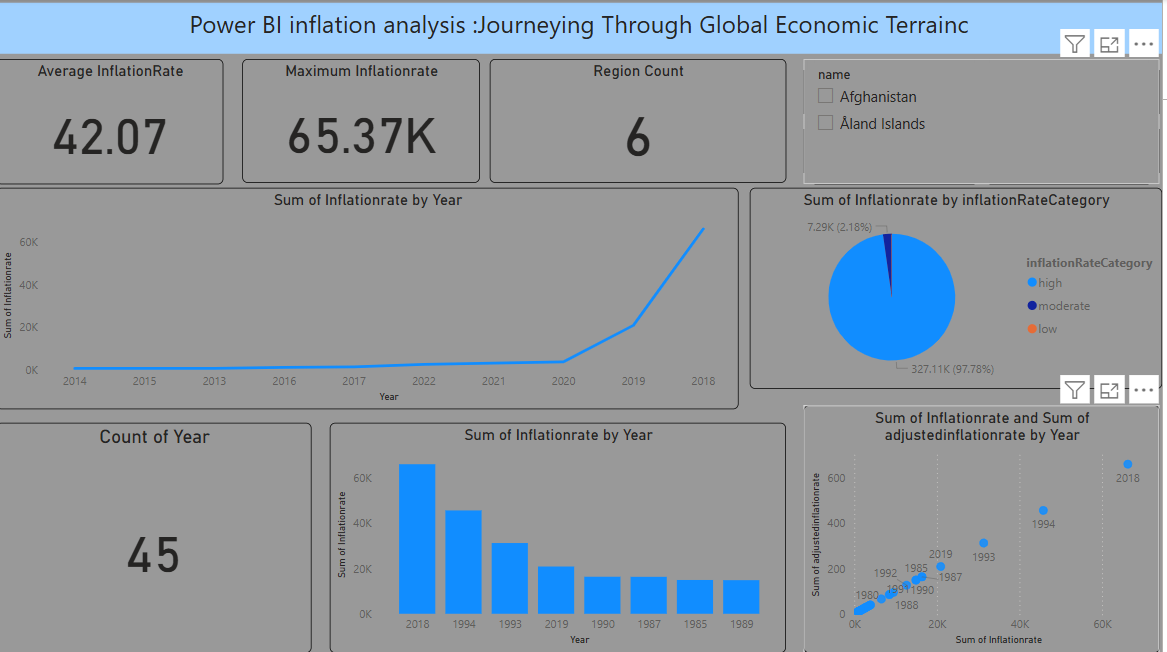 Power BI inflation analysis :Journeying Through Global Economic Terrainc
Average InflationRate
42.07
Maximum Inflationrate
65.37K
Region Count
6
name
Afghanistan
Åland Islands
Sum of Inflationrate by Year
Sum of Inflationrate
60K
40K
20K
0K
2014 2015 2013 2016 2017 2022 2021 2020 2019 2018
Year
Sum of Inflationrate by inflationRateCategory
7.29K (2.18%)
327.11K (97.78%)
inflationRateCategory
high
moderate
low
Count of Year
45
Sum of Inflationrate by Year
Sum of Inflationrate
60K
40K
20K
0K
2018 1994 1993 2019 1990 1987 1985 1989
Year
Sum of Inflationrate and Sum of
adjustedinflationrate by Year
Sum of adjustedinflationrate
600
400
200
0
2018
1994
1993
2019
1985
1987
1992
1991
1990
1980
1988
0K 20K 40K 60K
Sum of Inflationrate